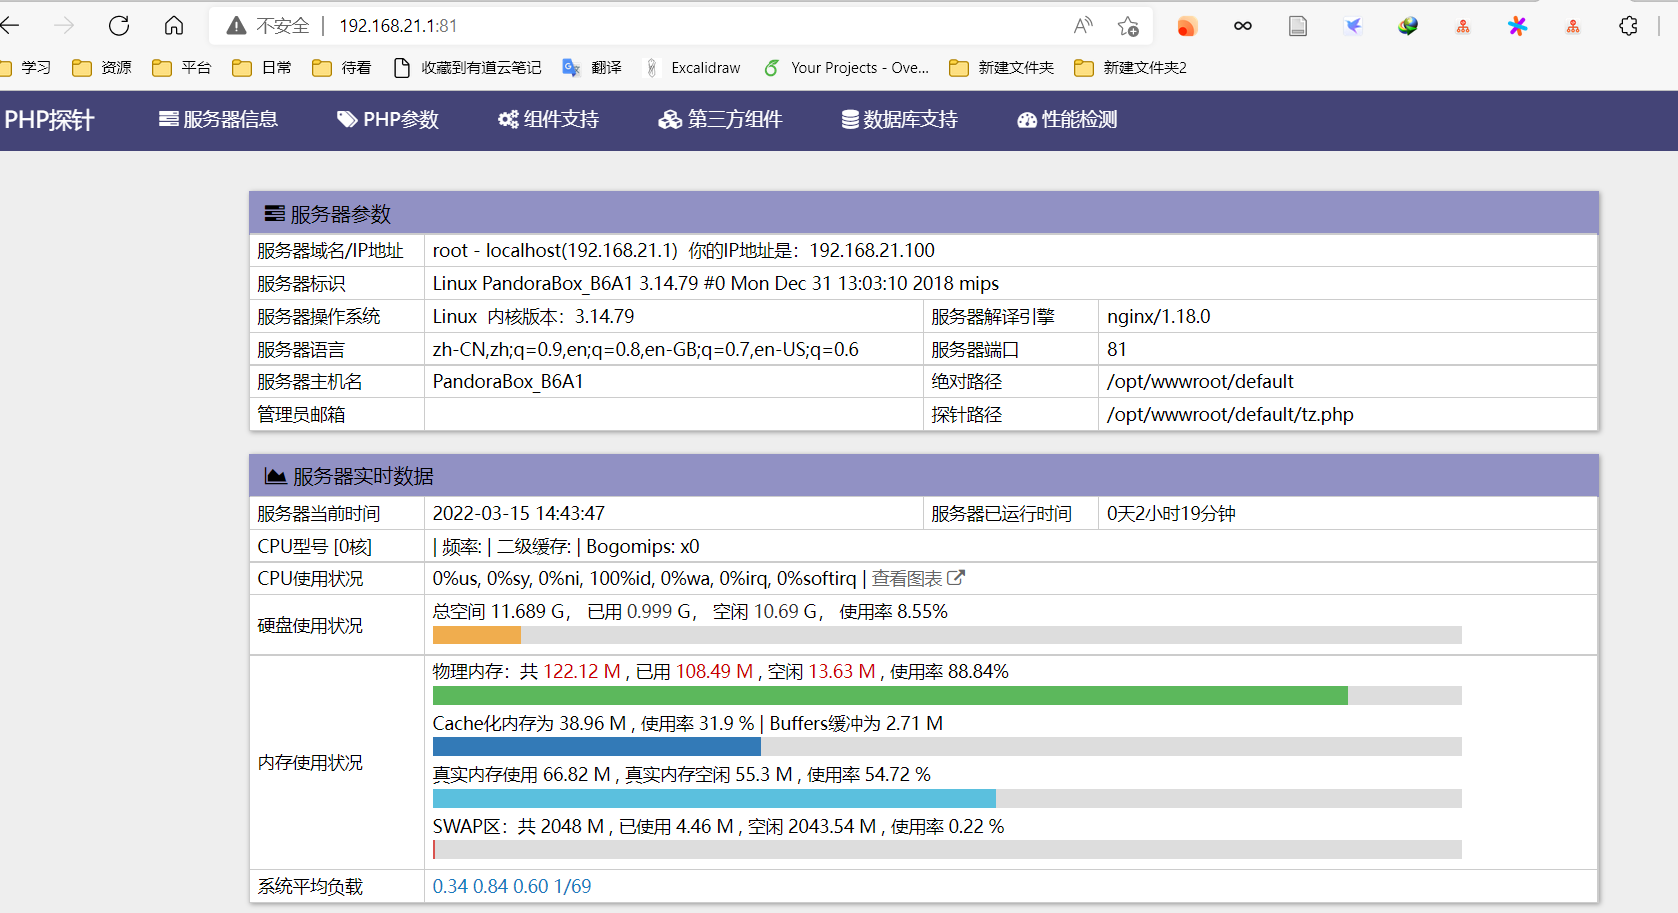 不安全 | 192.168.21.1:81
学习 资源 平台 日常 待看 收藏到有道云笔记 翻译 Excalidraw Your Projects - Ove... 新建文件夹 新建文件夹2
PHP探针 服务器信息 PHP参数 组件支持 第三方组件 数据库支持 性能检测
服务器参数
服务器域名/IP地址 root - localhost(192.168.21.1) 你的IP地址是：192.168.21.100
服务器标识 Linux PandoraBox_B6A1 3.14.79 #0 Mon Dec 31 13:03:10 2018 mips
服务器操作系统 Linux 内核版本：3.14.79 服务器解译引擎 nginx/1.18.0
服务器语言 zh-CN,zh;q=0.9,en;q=0.8,en-GB;q=0.7,en-US;q=0.6 服务器端口 81
服务器主机名 PandoraBox_B6A1 绝对路径 /opt/wwwroot/default
管理员邮箱 探针路径 /opt/wwwroot/default/tz.php
服务器实时数据
服务器当前时间 2022-03-15 14:43:47 服务器已运行时间 0天2小时19分钟
CPU型号 [0核] | 频率: | 二级缓存: | Bogomips: x0
CPU使用状况 0%us, 0%sy, 0%ni, 100%id, 0%wa, 0%irq, 0%softirq | 查看图表
硬盘使用状况 总空间 11.689 G， 已用 0.999 G， 空闲 10.69 G， 使用率 8.55%
内存使用状况 物理内存：共 122.12 M , 已用 108.49 M , 空闲 13.63 M , 使用率 88.84%
Cache化内存为 38.96 M , 使用率 31.9 % | Buffers缓冲为 2.71 M
真实内存使用 66.82 M , 真实内存空闲 55.3 M , 使用率 54.72 %
SWAP区：共 2048 M , 已使用 4.46 M , 空闲 2043.54 M , 使用率 0.22 %
系统平均负载 0.34 0.84 0.60 1/69